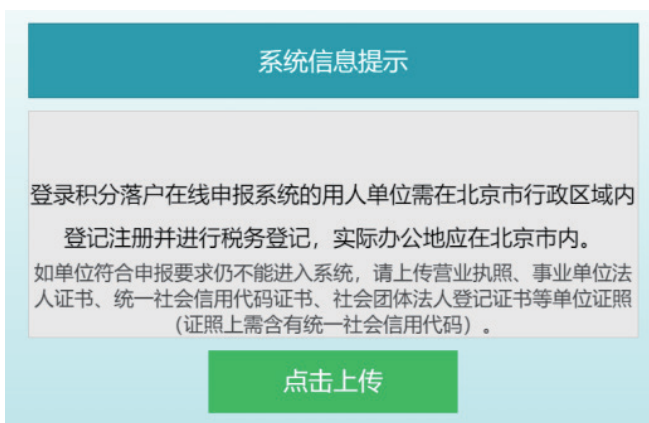 系统信息提示
登录积分落户在线申报系统的用人单位需在北京市行政区域内
登记注册并进行税务登记，实际办公地应在北京市内。
如单位符合申报要求仍不能进入系统，请上传营业执照、事业单位法
人证书、统一社会信用代码证书、社会团体法人登记证书等单位证照
（证照上需含有统一社会信用代码）。
点击上传